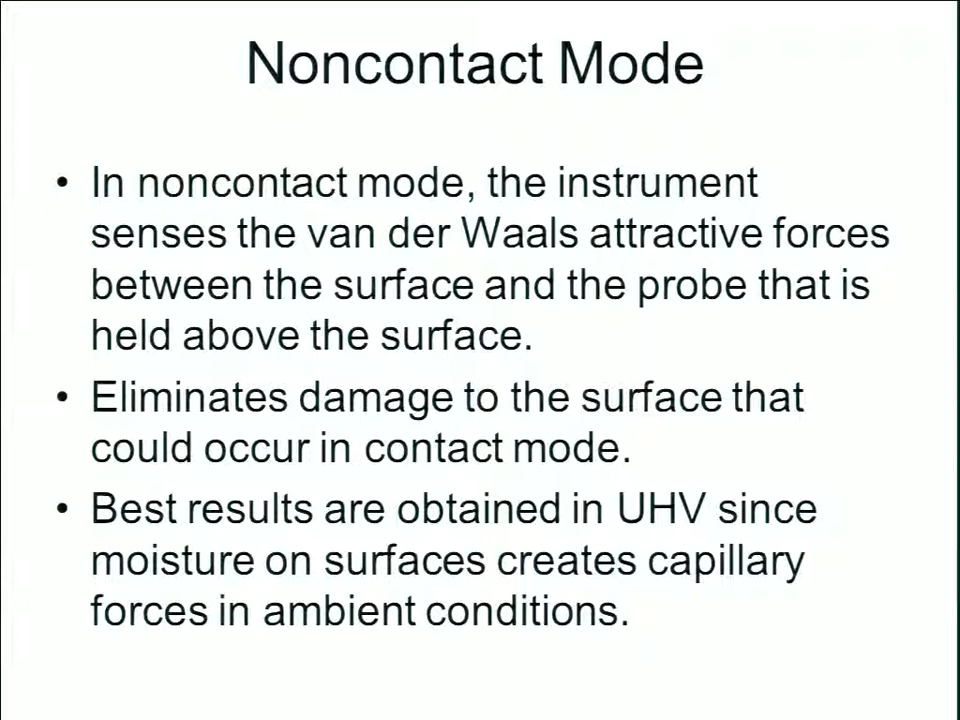 Noncontact Mode
• In noncontact mode, the instrument
senses the van der Waals attractive forces
between the surface and the probe that is
held above the surface.
• Eliminates damage to the surface that
could occur in contact mode.
• Best results are obtained in UHV since
moisture on surfaces creates capillary
forces in ambient conditions.